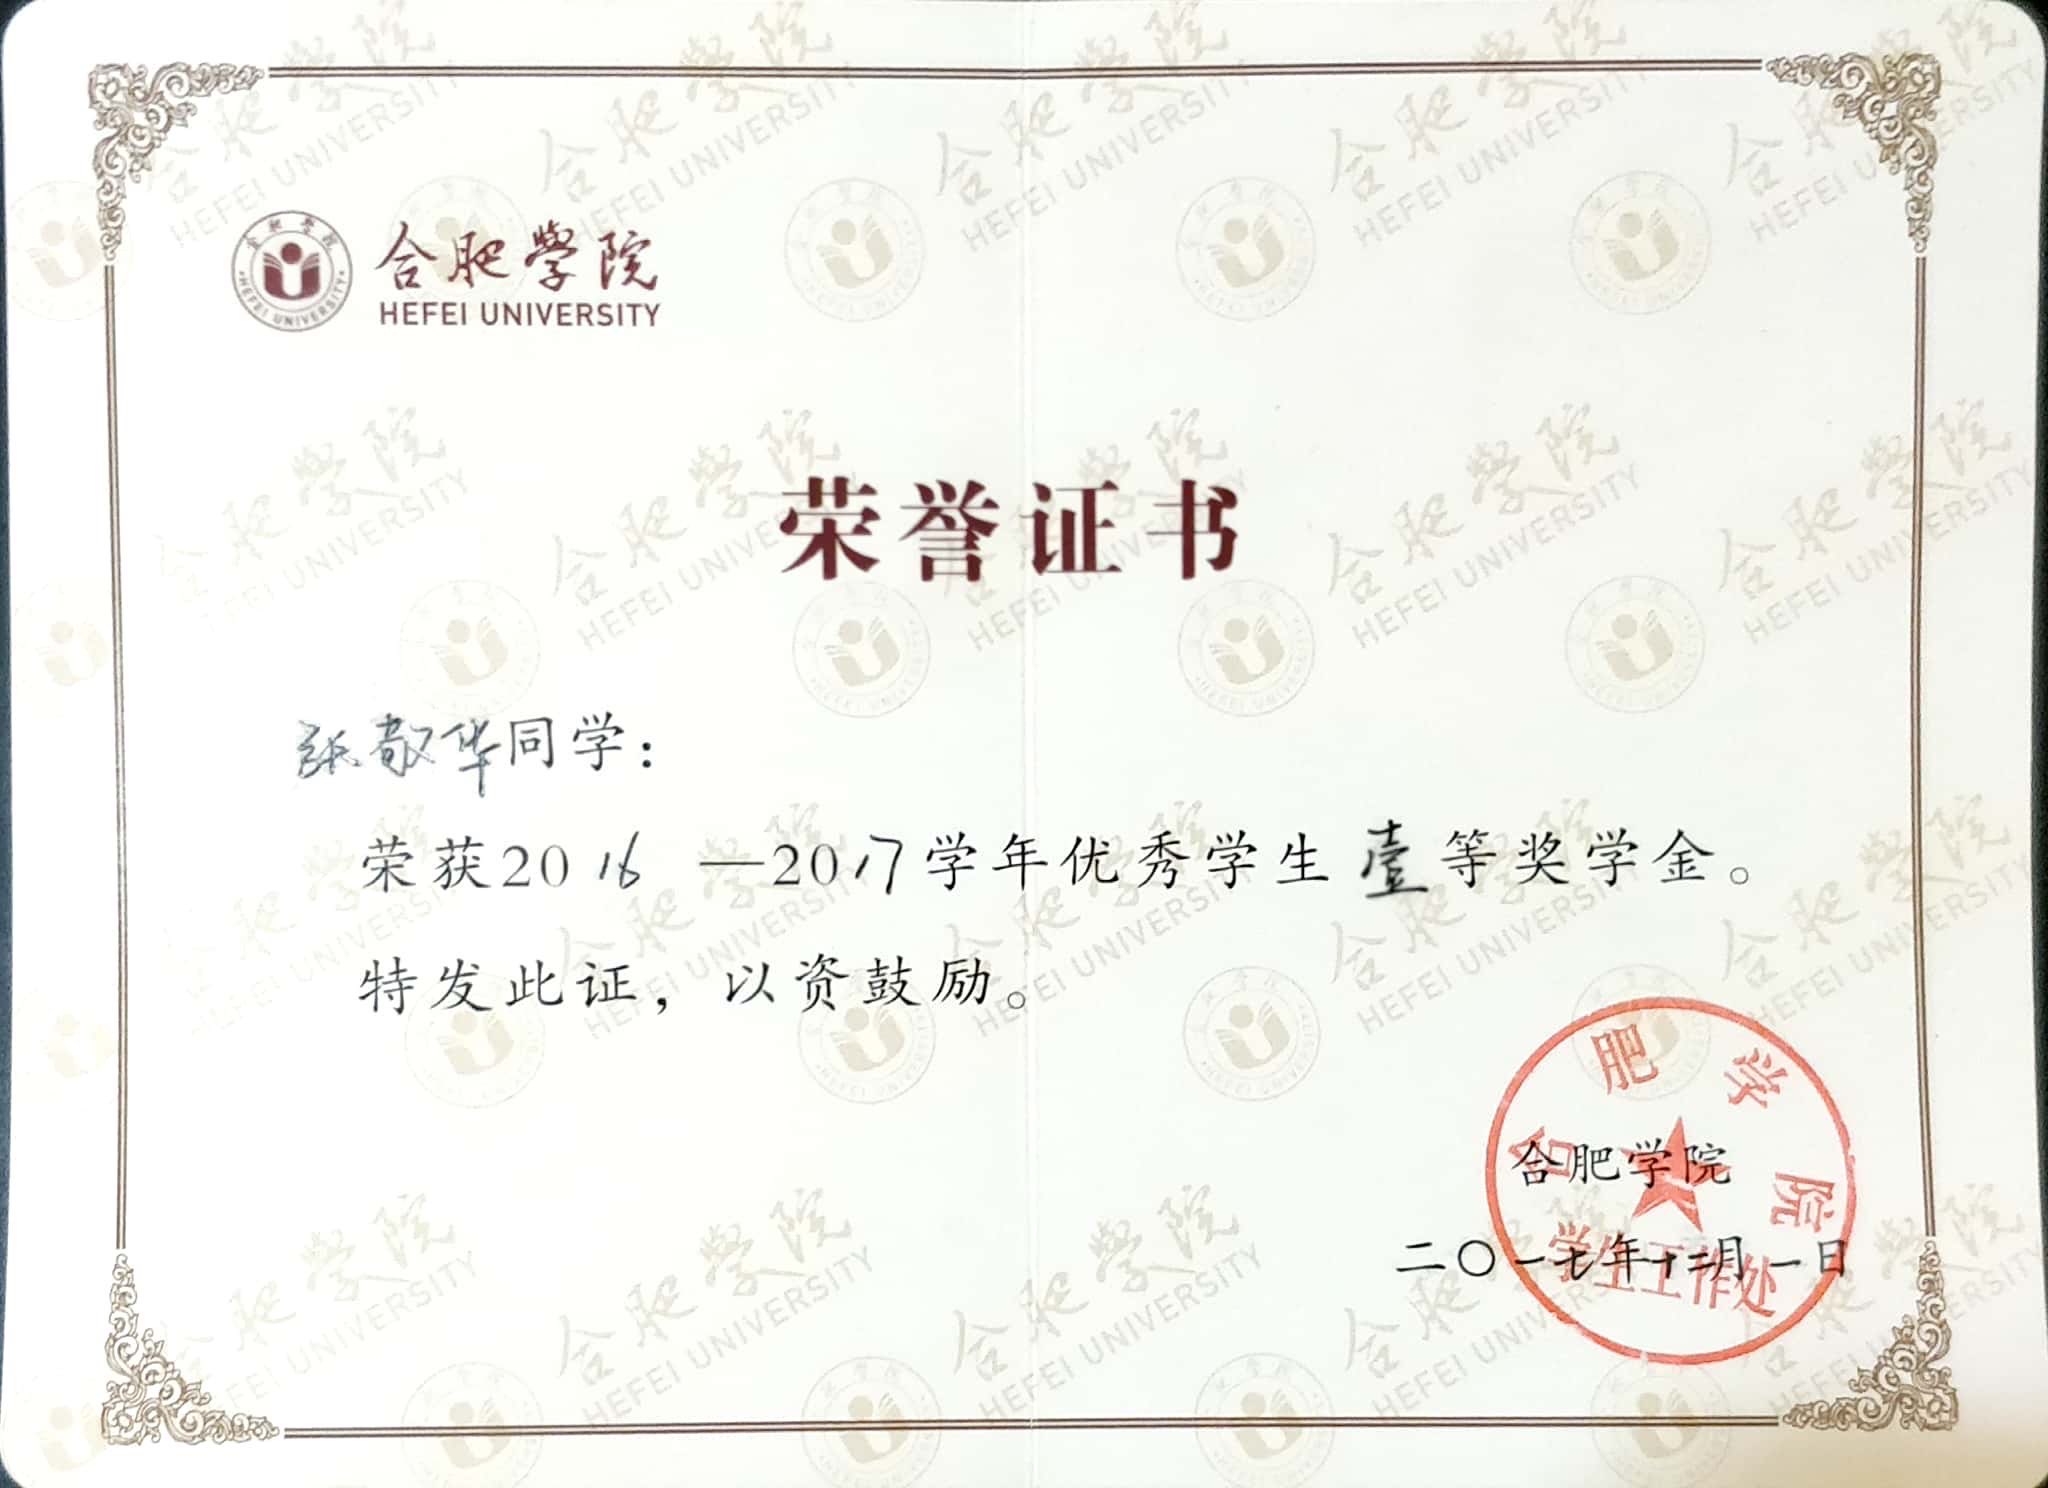 合肥學院
HEFEI UNIVERSITY
荣誉证书
张敬华同学：
荣获2016—2017学年优秀学生壹等奖学金。
特发此证，以资鼓励。
合肥学院
二〇一七年十二月一日
合肥学院
学生工作处